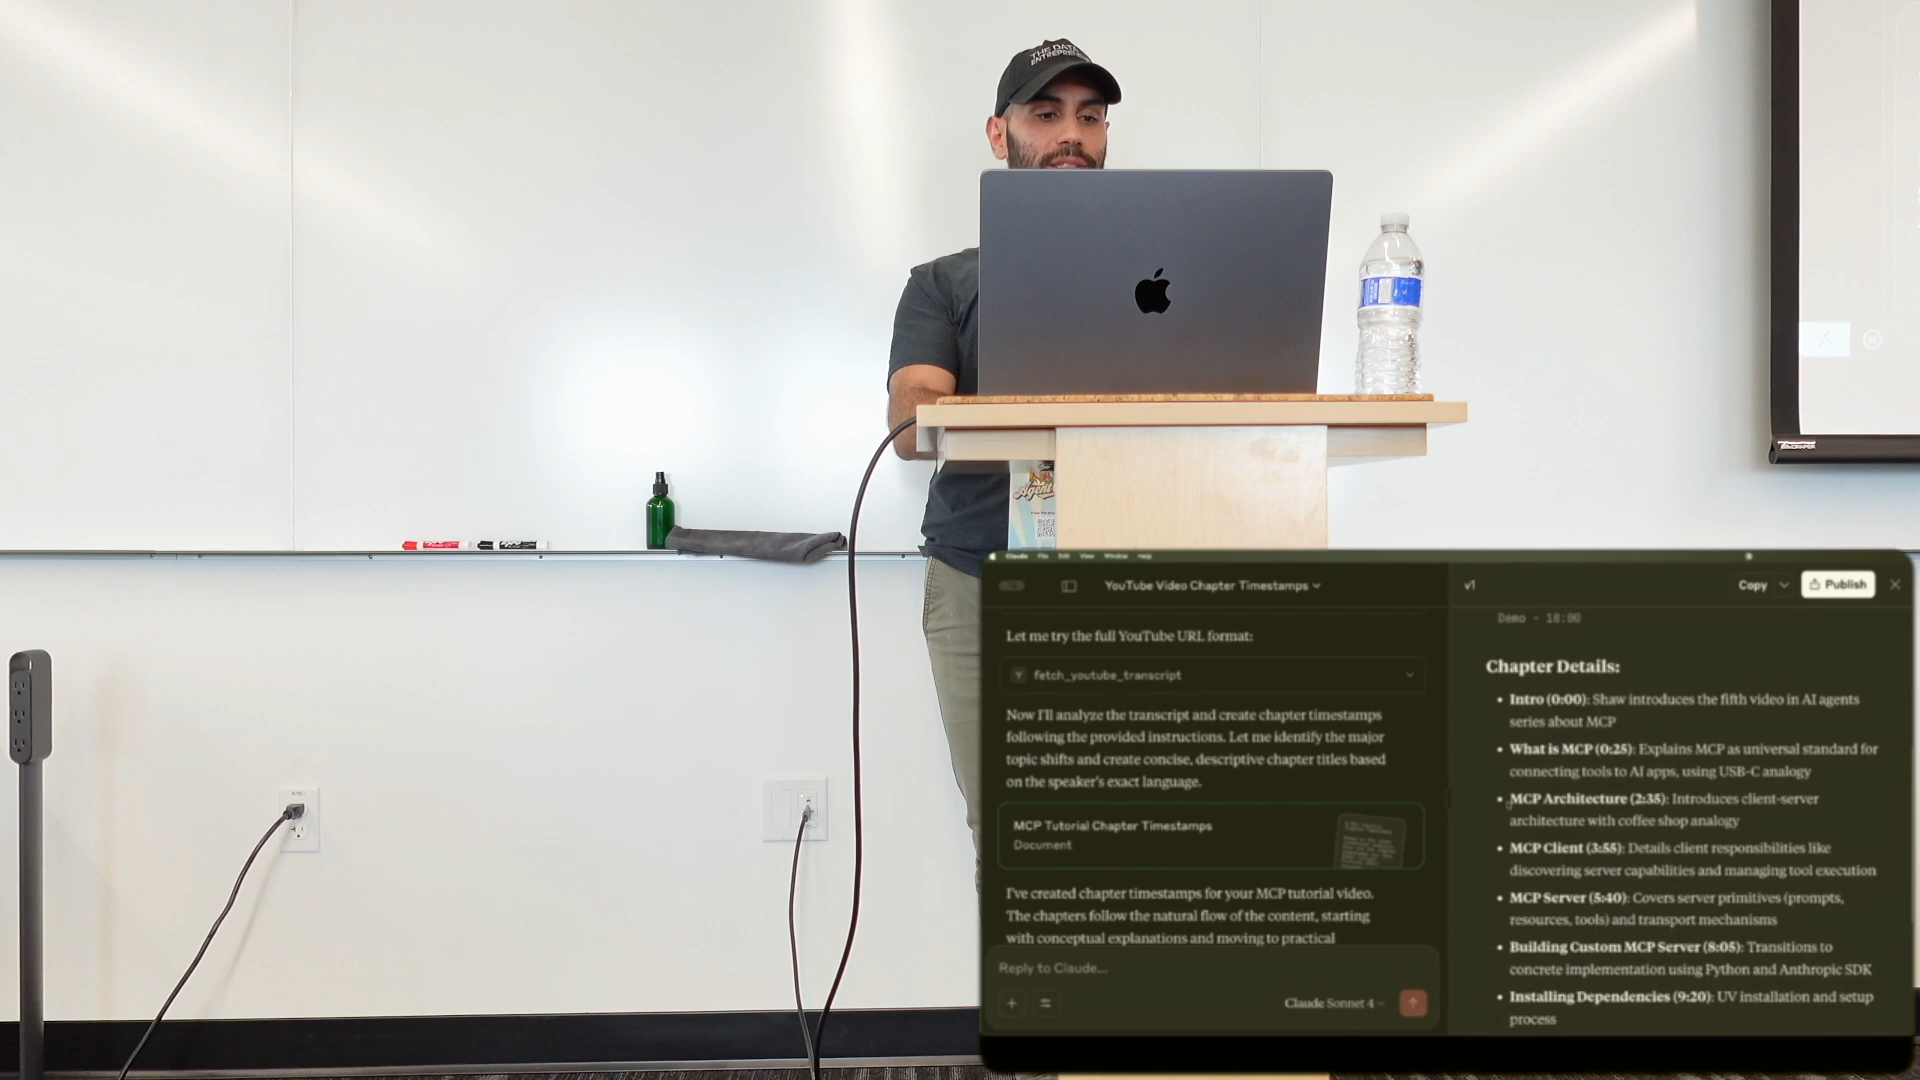 THE DATA
Agent
Claude File Edit View Window Help
YouTube Video Chapter Timestamps
Let me try the full YouTube URL format:
Y fetch_youtube_transcript
Now I'll analyze the transcript and create chapter timestamps
following the provided instructions. Let me identify the major
topic shifts and create concise, descriptive chapter titles based
on the speaker's exact language.
MCP Tutorial Chapter Timestamps
Document
I've created chapter timestamps for your MCP tutorial video.
The chapters follow the natural flow of the content, starting
with conceptual explanations and moving to practical
Reply to Claude...
Claude Sonnet 4
v1
Copy
Publish
Demo - 18:00
Chapter Details:
• Intro (0:00): Shaw introduces the fifth video in AI agents
series about MCP
• What is MCP (0:25): Explains MCP as universal standard for
connecting tools to AI apps, using USB-C analogy
• MCP Architecture (2:35): Introduces client-server
architecture with coffee shop analogy
• MCP Client (3:55): Details client responsibilities like
discovering server capabilities and managing tool execution
• MCP Server (5:40): Covers server primitives (prompts,
resources, tools) and transport mechanisms
• Building Custom MCP Server (8:05): Transitions to
concrete implementation using Python and Anthropic SDK
• Installing Dependencies (9:20): UV installation and setup
process